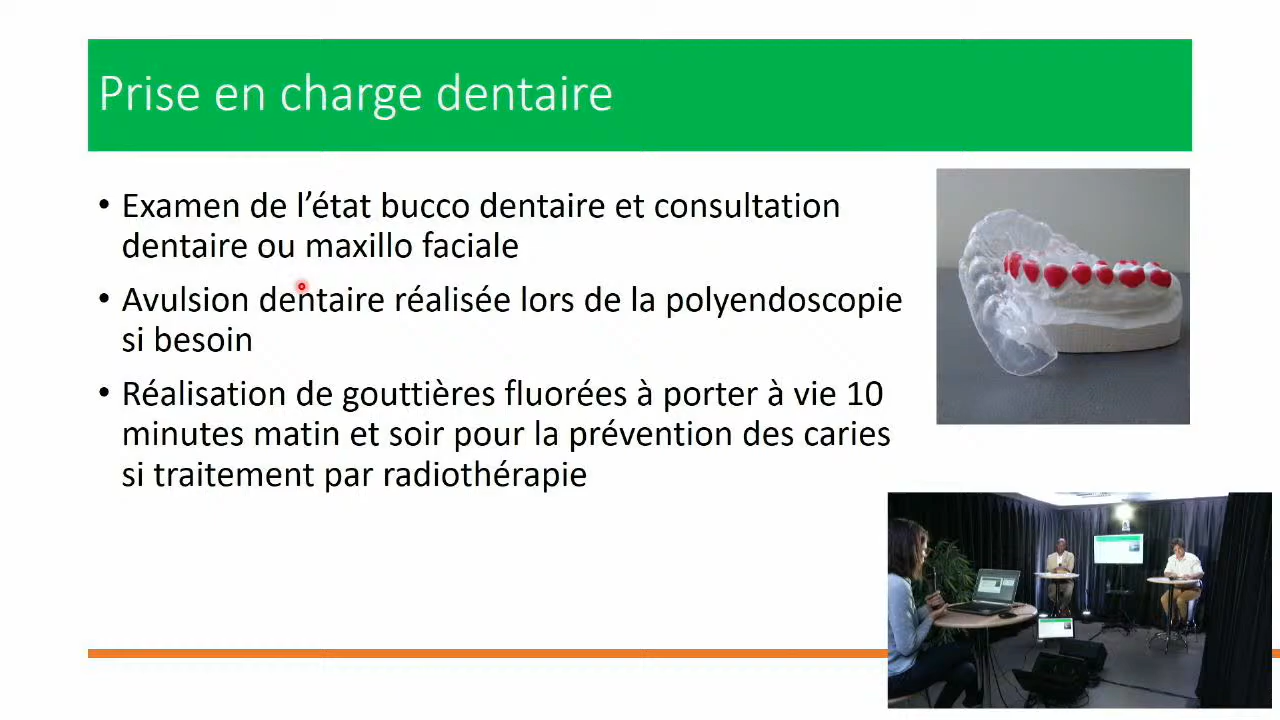 Prise en charge dentaire
• Examen de l'état bucco dentaire et consultation
dentaire ou maxillo faciale
• Avulsion dentaire réalisée lors de la polyendoscopie
si besoin
• Réalisation de gouttières fluorées à porter à vie 10
minutes matin et soir pour la prévention des caries
si traitement par radiothérapie